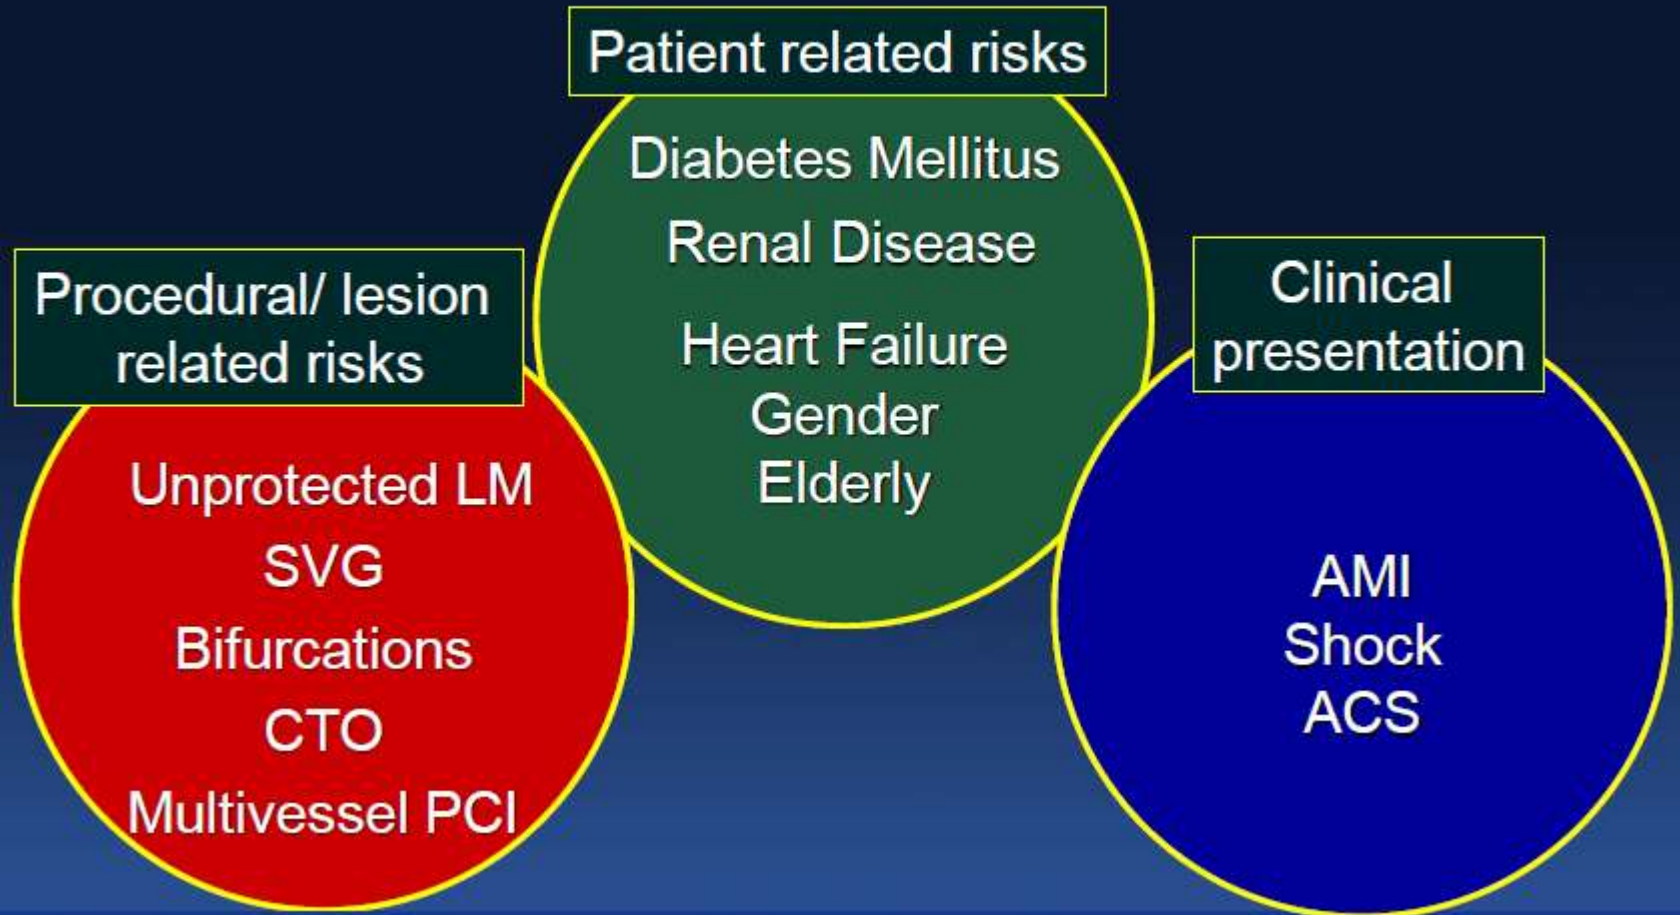 Patient related risks
Diabetes Mellitus
Renal Disease
Heart Failure
Gender
Elderly
Procedural/ lesion
related risks
Unprotected LM
SVG
Bifurcations
CTO
Multivessel PCI
Clinical
presentation
AMI
Shock
ACS